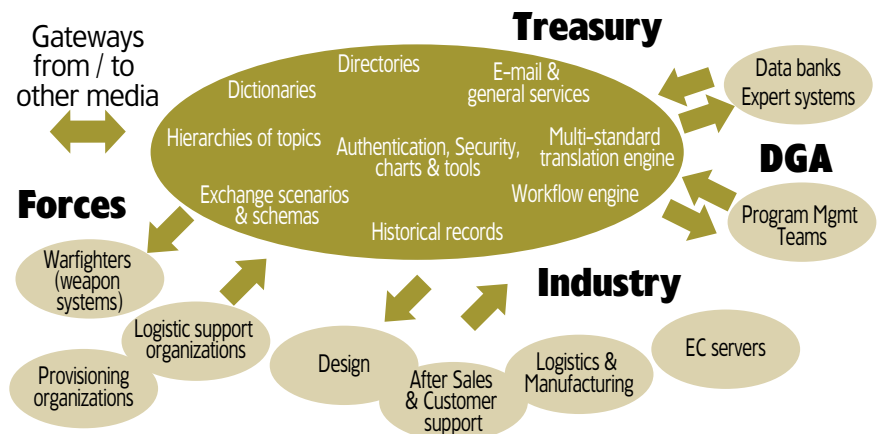 Gateways
from / to
other media
Treasury
Directories
Dictionaries
E-mail &
general services
Data banks
Expert systems
Hierarchies of topics
Authentication, Security,
charts & tools
Multi-standard
translation engine
DGA
Exchange scenarios
& schemas
Workflow engine
Historical records
Program Mgmt
Teams
Forces
Warfighters
(weapon
systems)
Logistic support
organizations
Provisioning
organizations
Industry
Design
After Sales
& Customer
support
Logistics &
Manufacturing
EC servers